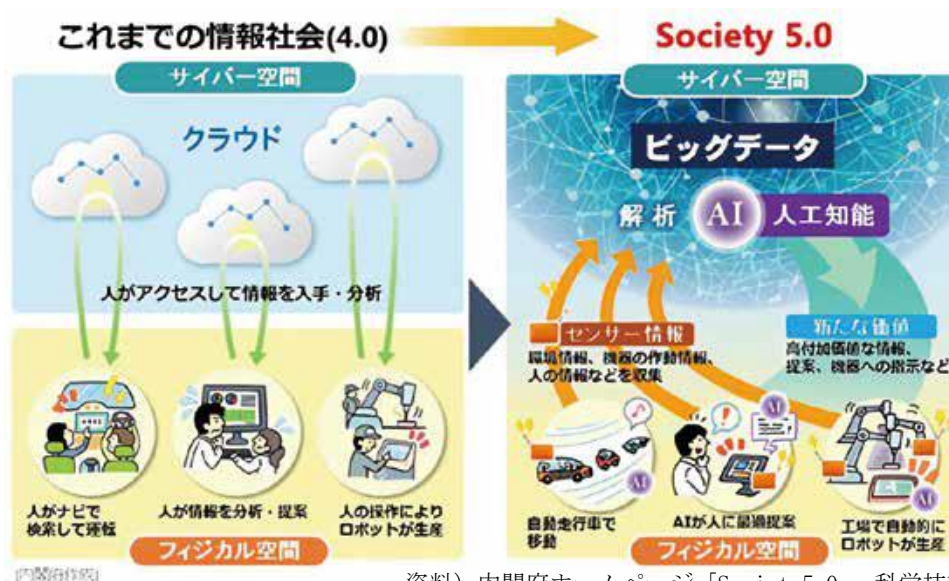 これまでの情報社会(4.0)
Society 5.0
サイバー空間
クラウド
人がアクセスして情報を入手・分析
人がナビで
検索して運転
人が情報を分析・提案
人の操作により
ロボットが生産
フィジカル空間
サイバー空間
ビッグデータ
解析
AI
人工知能
センサー情報
環境情報、機器の作動情報、
人の情報などを収集
新たな価値
高付加価値な情報、
提案、機器への指示など
AI
AI
AI
自動走行車で
移動
AIが人に最適提案
工場で自動的に
ロボットが生産
フィジカル空間
内閣府作成